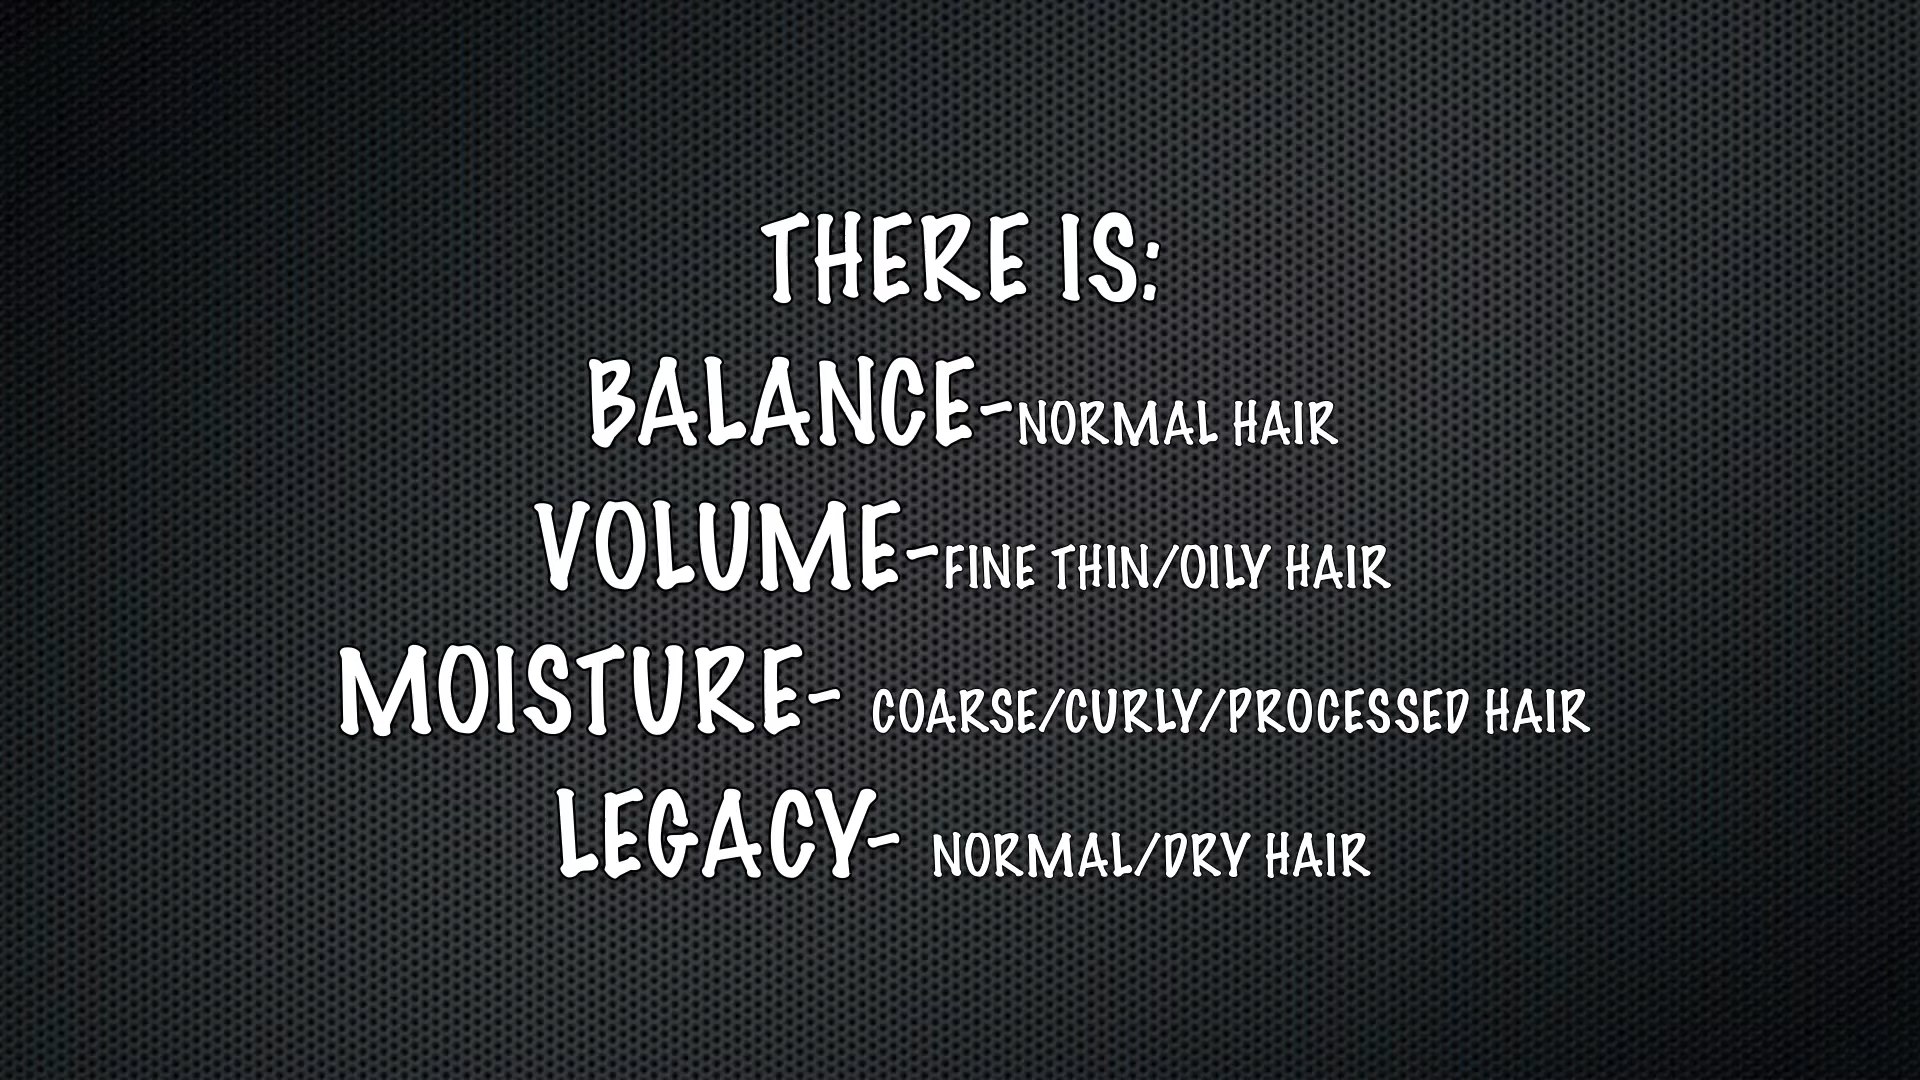 THERE IS:
BALANCE-NORMAL HAIR
VOLUME-FINE THIN/OILY HAIR
MOISTURE- COARSE/CURLY/PROCESSED HAIR
LEGACY- NORMAL/DRY HAIR